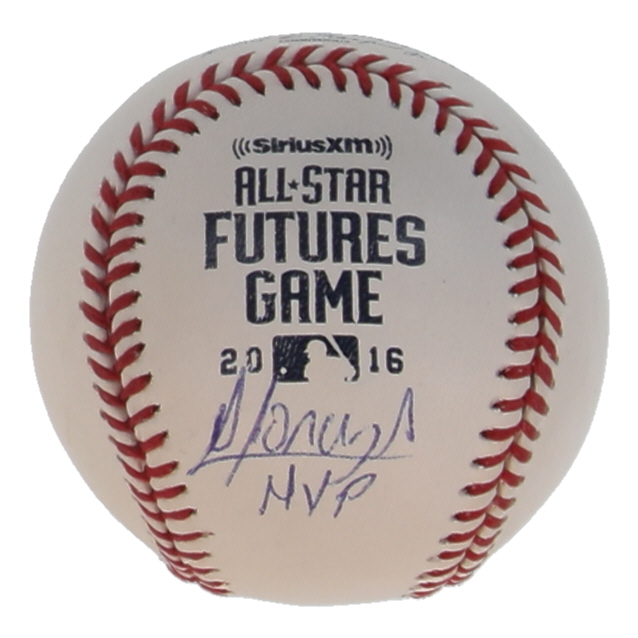 SiriusXM
ALL★STAR
FUTURES
GAME
20 16
MVP